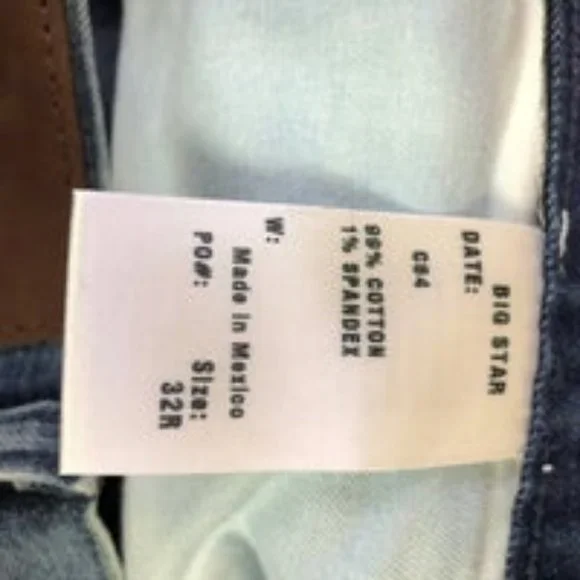 BIG STAR
DATE:
C84
99% COTTON
1% SPANDEX
W:
Made in Mexico
PO#:
Size:
32R